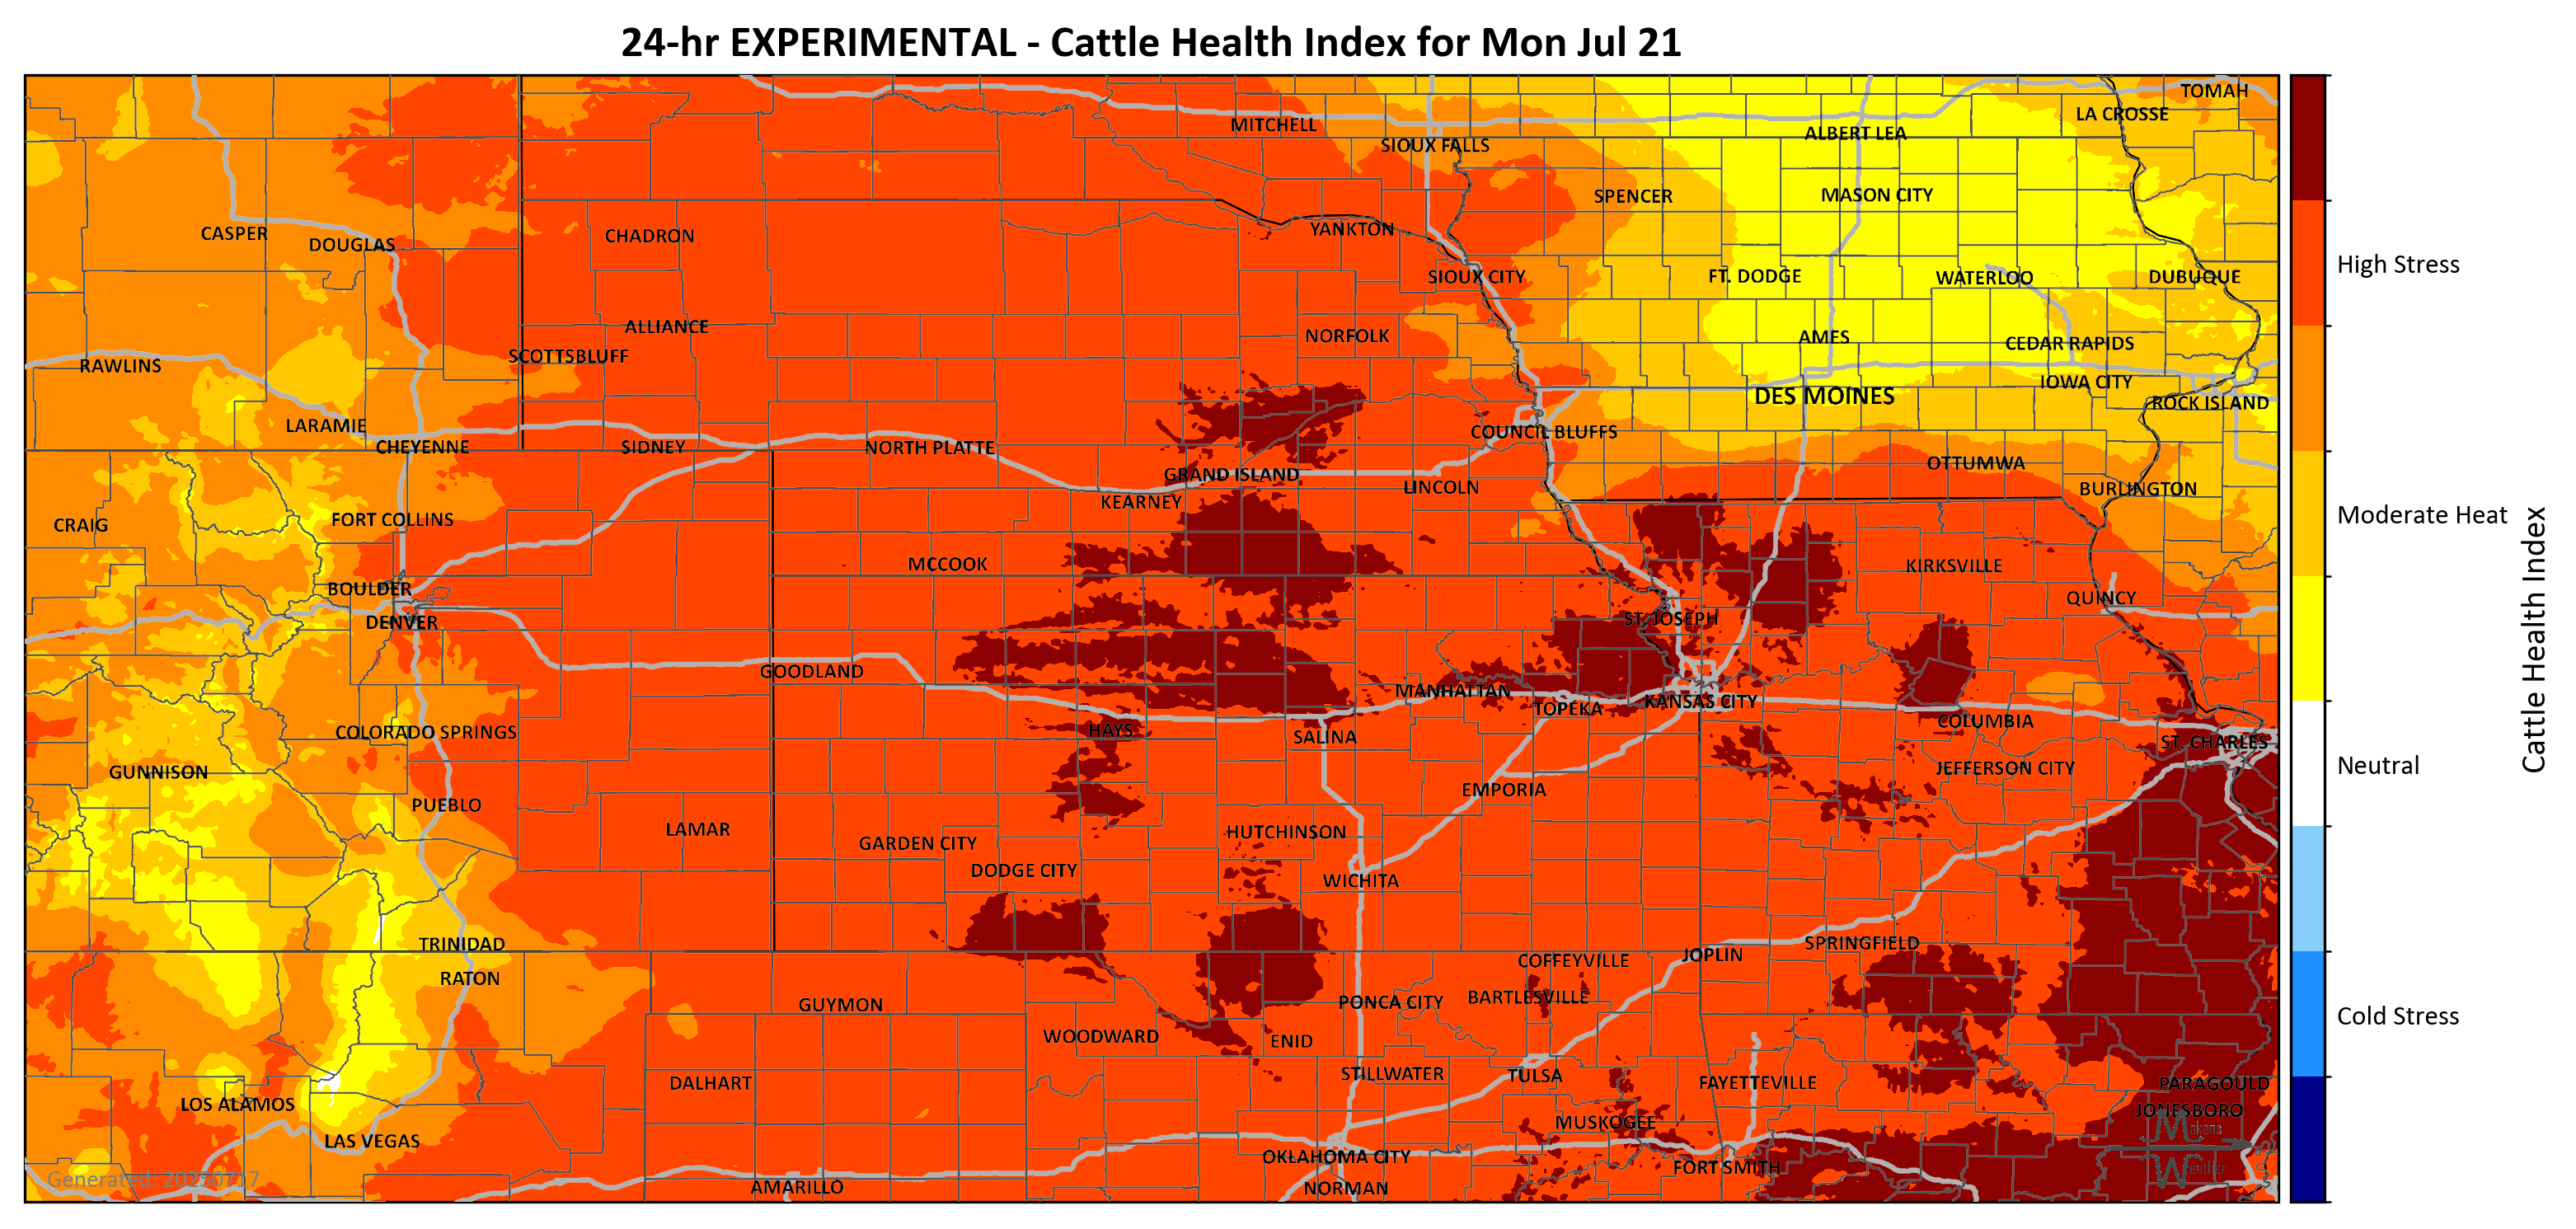 24-hr EXPERIMENTAL - Cattle Health Index for Mon Jul 21
TOMAH
LA CROSSE
MITCHELL
ALBERT LEA
SIOUX FALLS
SPENCER
MASON CITY
CASPER
DOUGLAS
CHADRON
YANKTON
High Stress
SIOUX CITY
FT. DODGE
WATERLOO
DUBUQUE
ALLIANCE
NORFOLK
AMES
CEDAR RAPIDS
SCOTTSBLUFF
RAWLINS
IOWA CITY
DES MOINES
ROCK ISLAND
LARAMIE
COUNCIL BLUFFS
CHEYENNE
SIDNEY
NORTH PLATTE
OTTUMWA
GRAND ISLAND
LINCOLN
BURLINGTON
KEARNEY
Moderate Heat
CRAIG
FORT COLLINS
MCCOOK
KIRKSVILLE
BOULDER
QUINCY
DENVER
ST. JOSEPH
Cattle Health Index
GOODLAND
MANHATTAN
KANSAS CITY
TOPEKA
COLUMBIA
COLORADO SPRINGS
HAYS
SALINA
ST. CHARLES
GUNNISON
JEFFERSON CITY
Neutral
EMPORIA
PUEBLO
LAMAR
HUTCHINSON
GARDEN CITY
DODGE CITY
WICHITA
TRINIDAD
SPRINGFIELD
JOPLIN
COFFEYVILLE
RATON
GUYMON
PONCA CITY
BARTLESVILLE
Cold Stress
WOODWARD
ENID
STILLWATER
TULSA
DALHART
FAYETTEVILLE
PARAGOULD
LOS ALAMOS
JONESBORO
MUSKOGEE
Makens
LAS VEGAS
OKLAHOMA CITY
FORT SMITH
Weather
Generated: 20250717
AMARILLO
NORMAN